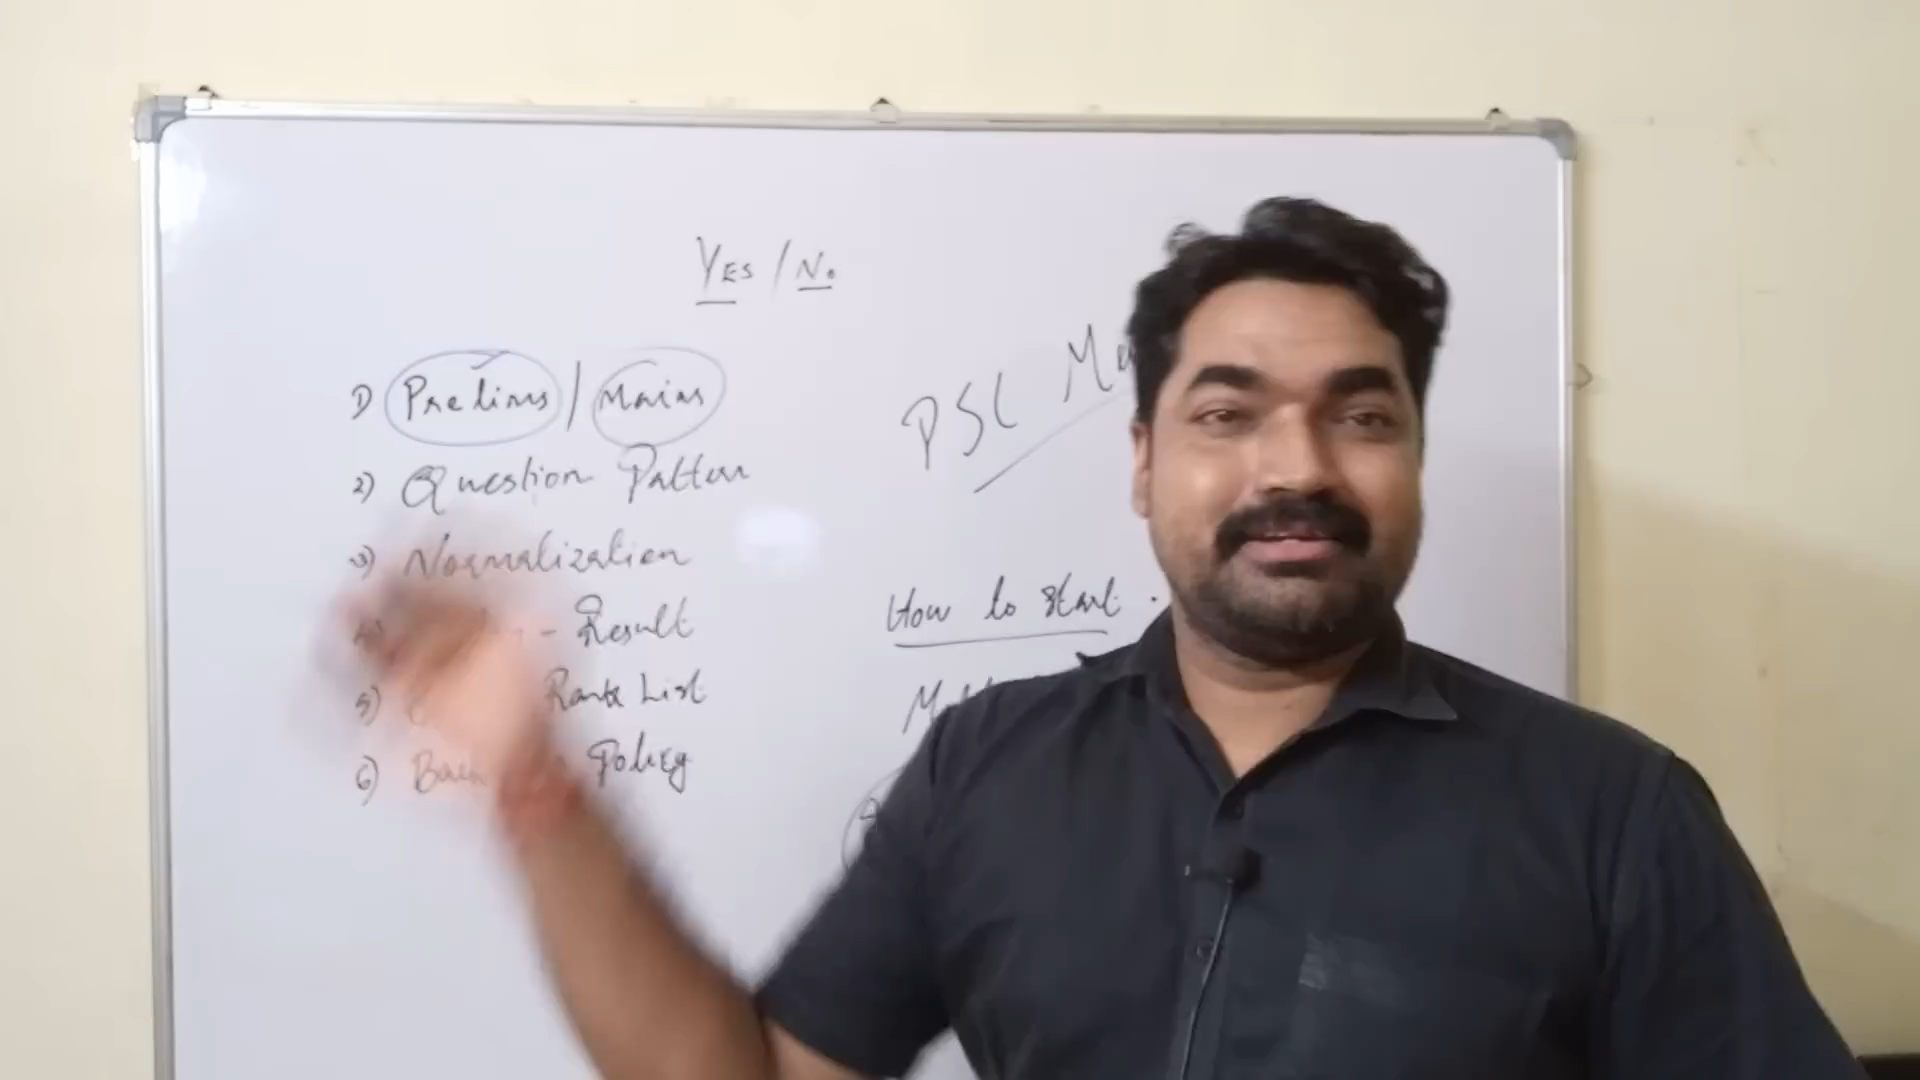 Yes / No
1) Prelims / Mains
2) Question Pattern
3) Normalization
- Result
5) Rank List
6) Policy
PSC
How to start .